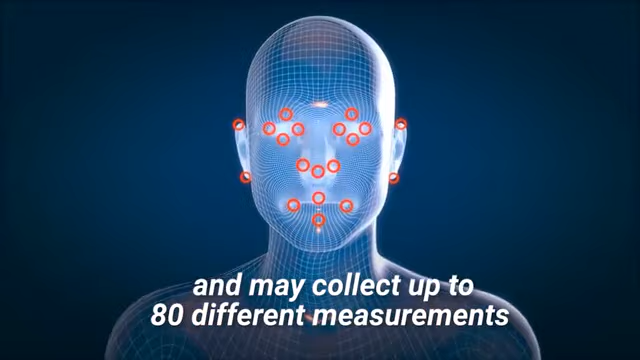 and may collect up to
80 different measurements